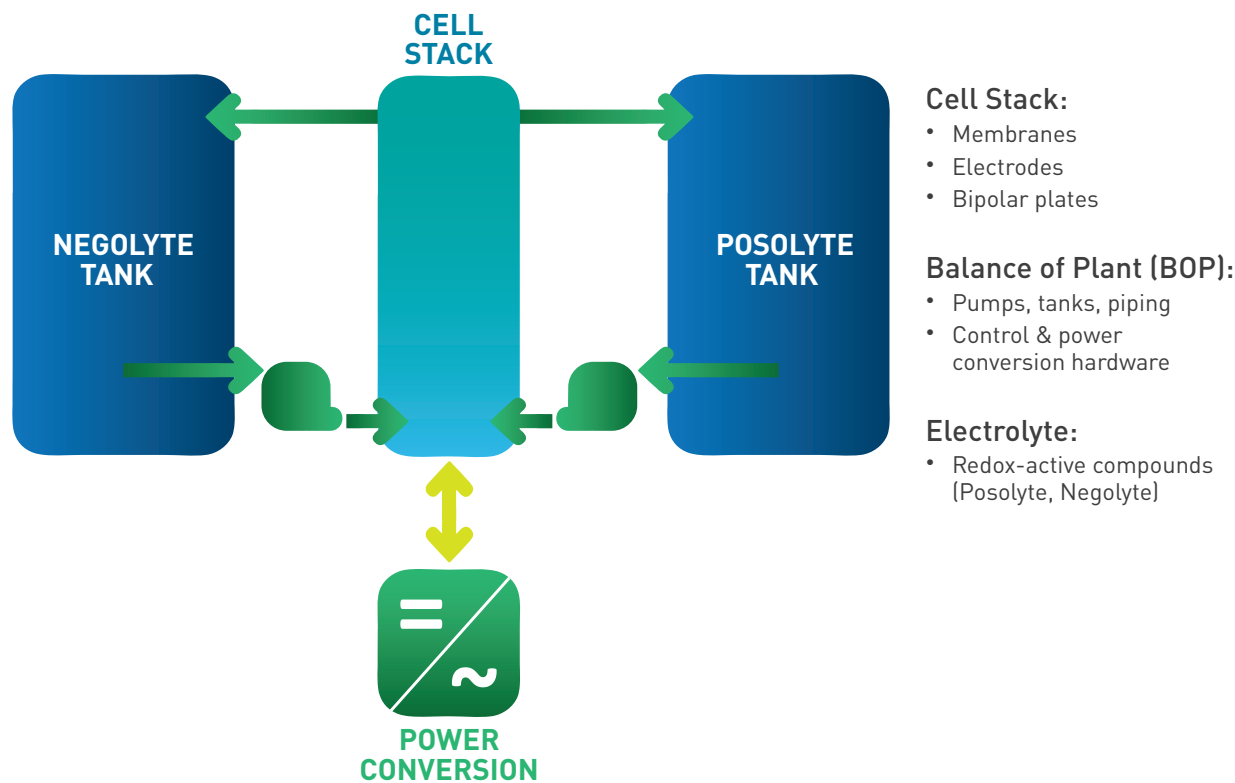 CELL
STACK
NEGOLYTE
TANK
POSOLYTE
TANK
=
~
POWER
CONVERSION
Cell Stack:
• Membranes
• Electrodes
• Bipolar plates
Balance of Plant (BOP):
• Pumps, tanks, piping
• Control & power
conversion hardware
Electrolyte:
• Redox-active compounds
(Posolyte, Negolyte)